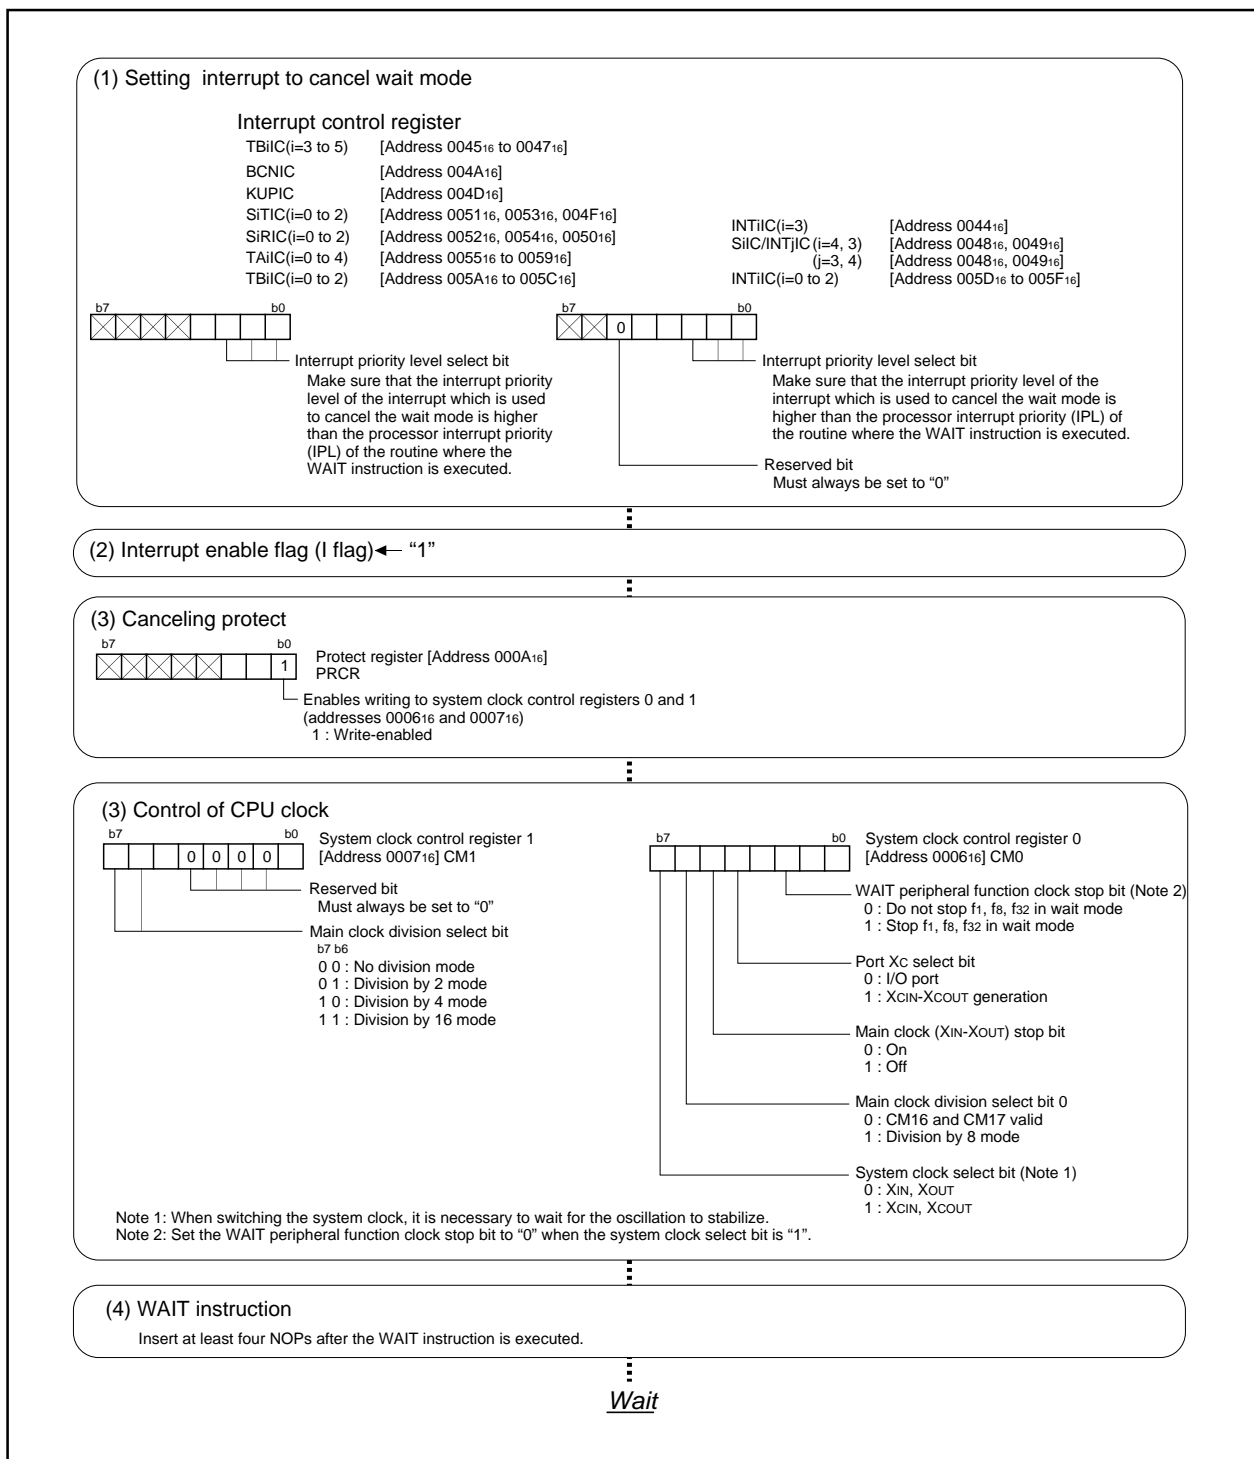 (1) Setting  interrupt to cancel wait mode
Interrupt control register
TBiIC(i=3 to 5) [Address 004516 to 004716]
BCNIC [Address 004A16]
KUPIC [Address 004D16]
SiTIC(i=0 to 2) [Address 005116, 005316, 004F16]
SiRIC(i=0 to 2) [Address 005216, 005416, 005016]
TAiIC(i=0 to 4) [Address 005516 to 005916]
TBiIC(i=0 to 2) [Address 005A16 to 005C16]
INTiIC(i=3) [Address 004416]
SiIC/INTjIC (i=4, 3) [Address 004816, 004916]
(j=3, 4) [Address 004816, 004916]
INTiIC(i=0 to 2) [Address 005D16 to 005F16]
b7 b0
Interrupt priority level select bit
Make sure that the interrupt priority
level of the interrupt which is used
to cancel the wait mode is higher
than the processor interrupt priority
(IPL) of the routine where the
WAIT instruction is executed.
b7 b0
0
Interrupt priority level select bit
Make sure that the interrupt priority level of the
interrupt which is used to cancel the wait mode is
higher than the processor interrupt priority (IPL) of
the routine where the WAIT instruction is executed.
Reserved bit
Must always be set to “0”
(2) Interrupt enable flag (I flag) ← “1”
(3) Canceling protect
b7 b0
1
Protect register [Address 000A16]
PRCR
Enables writing to system clock control registers 0 and 1
(addresses 000616 and 000716)
1 : Write-enabled
(3) Control of CPU clock
b7 b0
0 0 0 0
System clock control register 1
[Address 000716] CM1
Reserved bit
Must always be set to “0”
Main clock division select bit
b7 b6
0 0 : No division mode
0 1 : Division by 2 mode
1 0 : Division by 4 mode
1 1 : Division by 16 mode
b7 b0
System clock control register 0
[Address 000616] CM0
WAIT peripheral function clock stop bit (Note 2)
0 : Do not stop f1, f8, f32 in wait mode
1 : Stop f1, f8, f32 in wait mode
Port XC select bit
0 : I/O port
1 : XCIN-XCOUT generation
Main clock (XIN-XOUT) stop bit
0 : On
1 : Off
Main clock division select bit 0
0 : CM16 and CM17 valid
1 : Division by 8 mode
System clock select bit (Note 1)
0 : XIN, XOUT
1 : XCIN, XCOUT
Note 1: When switching the system clock, it is necessary to wait for the oscillation to stabilize.
Note 2: Set the WAIT peripheral function clock stop bit to “0” when the system clock select bit is “1”.
(4) WAIT instruction
Insert at least four NOPs after the WAIT instruction is executed.
Wait